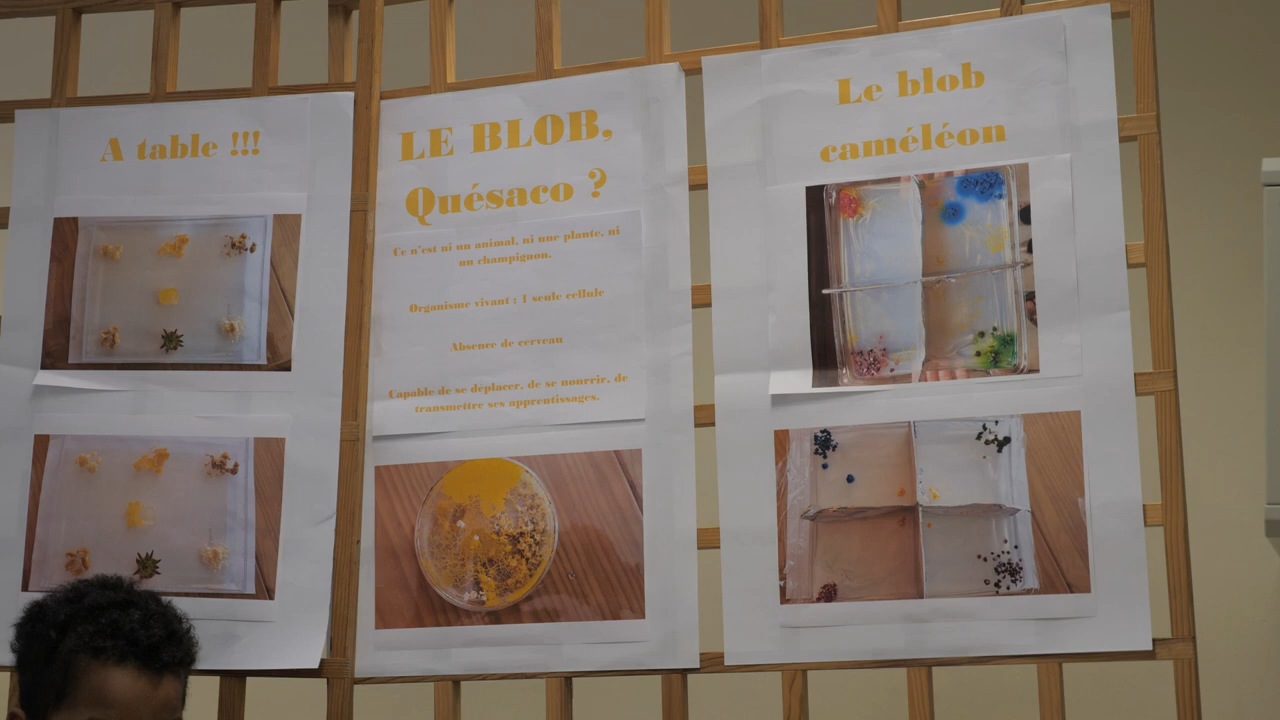 A table !!!
LE BLOB,
Quésaco ?
Ce n'est ni un animal, ni une plante, ni
un champignon.
Organisme vivant : 1 seule cellule
Absence de cerveau
Capable de se déplacer, de se nourrir, de
transmettre ses apprentissages.
Le blob
caméléon